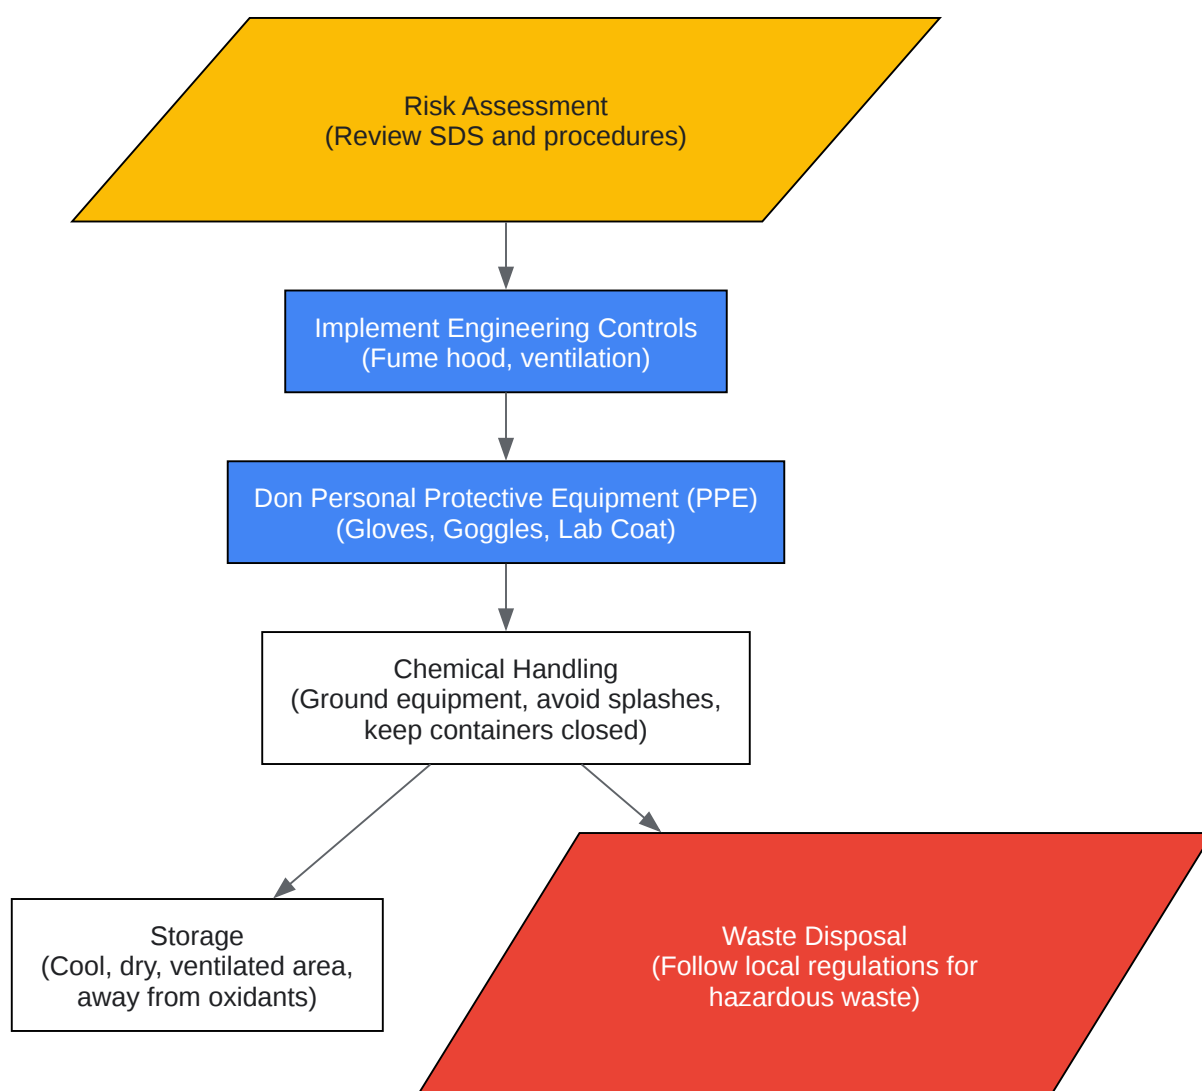 Risk Assessment
(Review SDS and procedures)
Implement Engineering Controls
(Fume hood, ventilation)
Don Personal Protective Equipment (PPE)
(Gloves, Goggles, Lab Coat)
Chemical Handling
(Ground equipment, avoid splashes,
keep containers closed)
Storage
(Cool, dry, ventilated area,
away from oxidants)
Waste Disposal
(Follow local regulations for
hazardous waste)